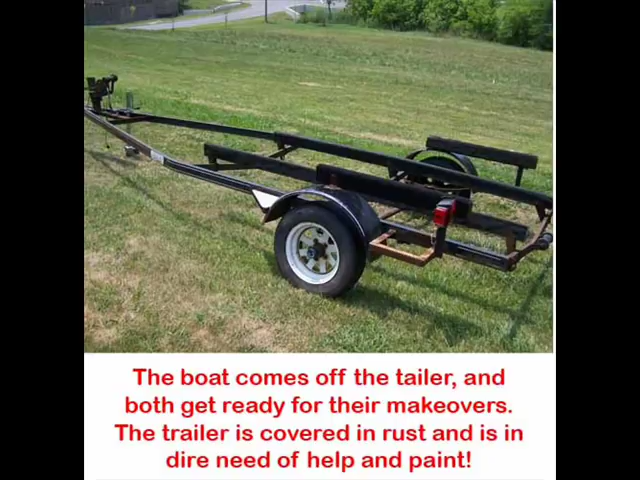 The boat comes off the tailer, and
both get ready for their makeovers.
The trailer is covered in rust and is in
dire need of help and paint!